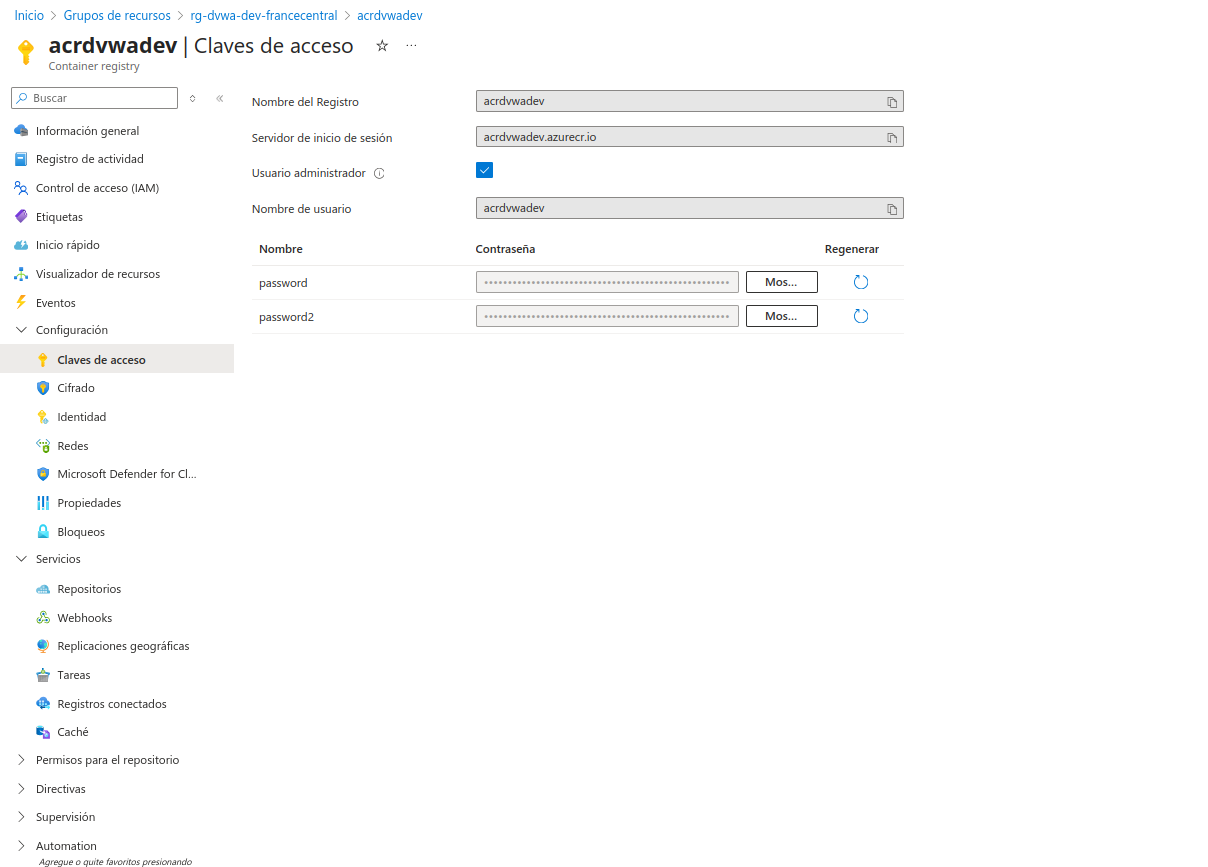 Inicio > Grupos de recursos > rg-dvwa-dev-francecentral > acrdvwadev
acrdvwadev | Claves de acceso
Container registry
Buscar
Información general
Registro de actividad
Control de acceso (IAM)
Etiquetas
Inicio rápido
Visualizador de recursos
Eventos
Configuración
Claves de acceso
Cifrado
Identidad
Redes
Microsoft Defender for Cl...
Propiedades
Bloqueos
Servicios
Repositorios
Webhooks
Replicaciones geográficas
Tareas
Registros conectados
Caché
Permisos para el repositorio
Directivas
Supervisión
Automation
Agregue o quite favoritos presionando
Nombre del Registro acrdvwadev
Servidor de inicio de sesión acrdvwadev.azurecr.io
Usuario administrador
Nombre de usuario acrdvwadev
Nombre Contraseña Regenerar
password Mos...
password2 Mos...